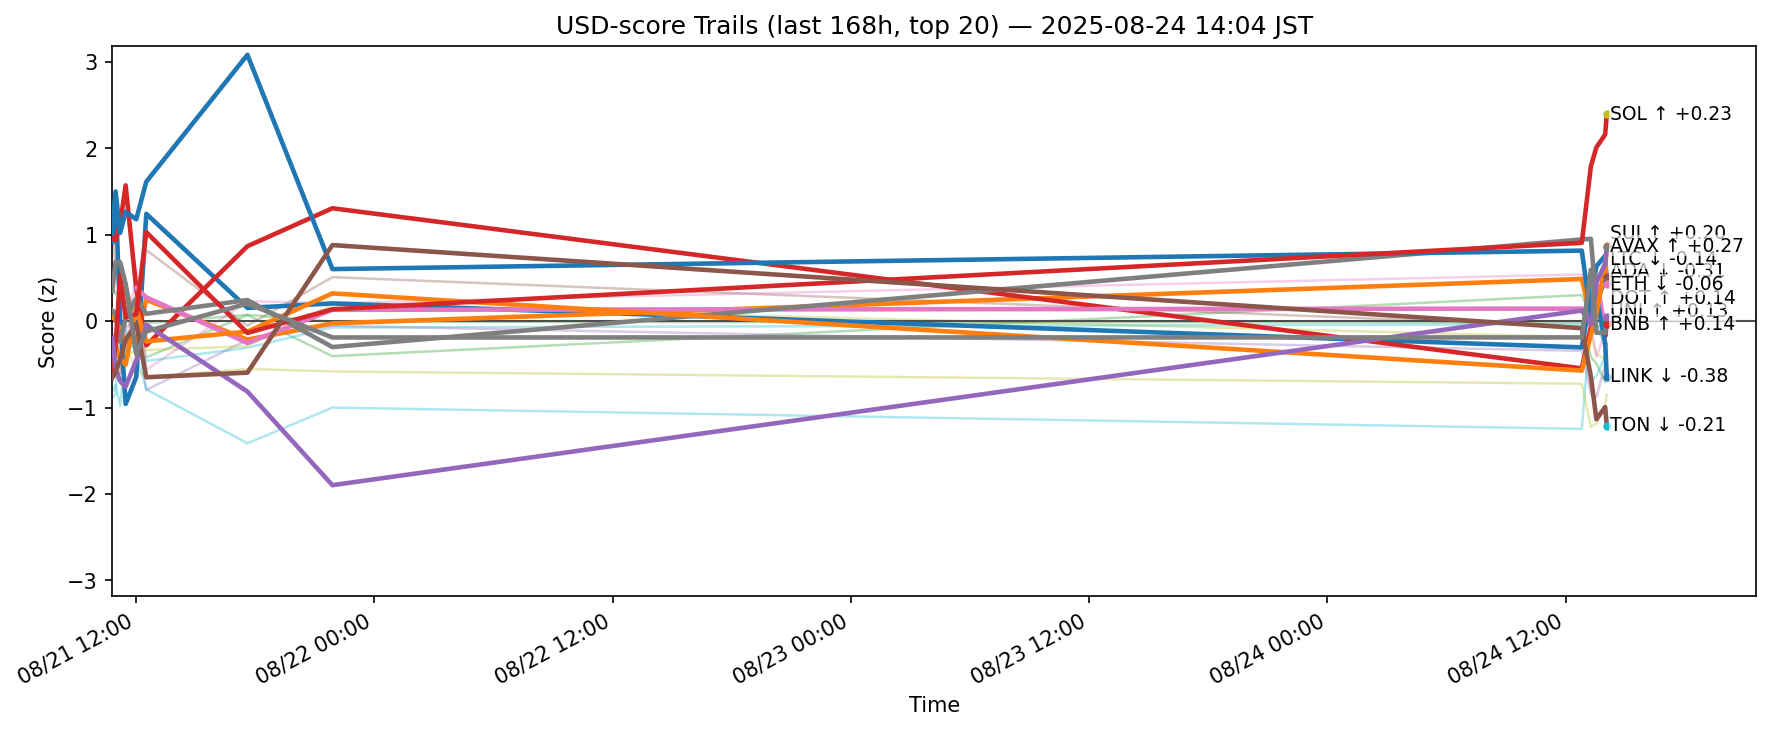 USD-score Trails (last 168h, top 20) — 2025-08-24 14:04 JST
Score (z)
3
2
1
0
−1
−2
−3
SOL ↑ +0.23
SUI ↑ +0.20
AVAX ↑ +0.27
LTC ↓ -0.14
ADA ↓ -0.31
ETH ↓ -0.06
DOT ↑ +0.14
UNI ↑ +0.13
BNB ↑ +0.14
LINK ↓ -0.38
TON ↓ -0.21
08/21 12:00
08/22 00:00
08/22 12:00
08/23 00:00
08/23 12:00
08/24 00:00
08/24 12:00
Time